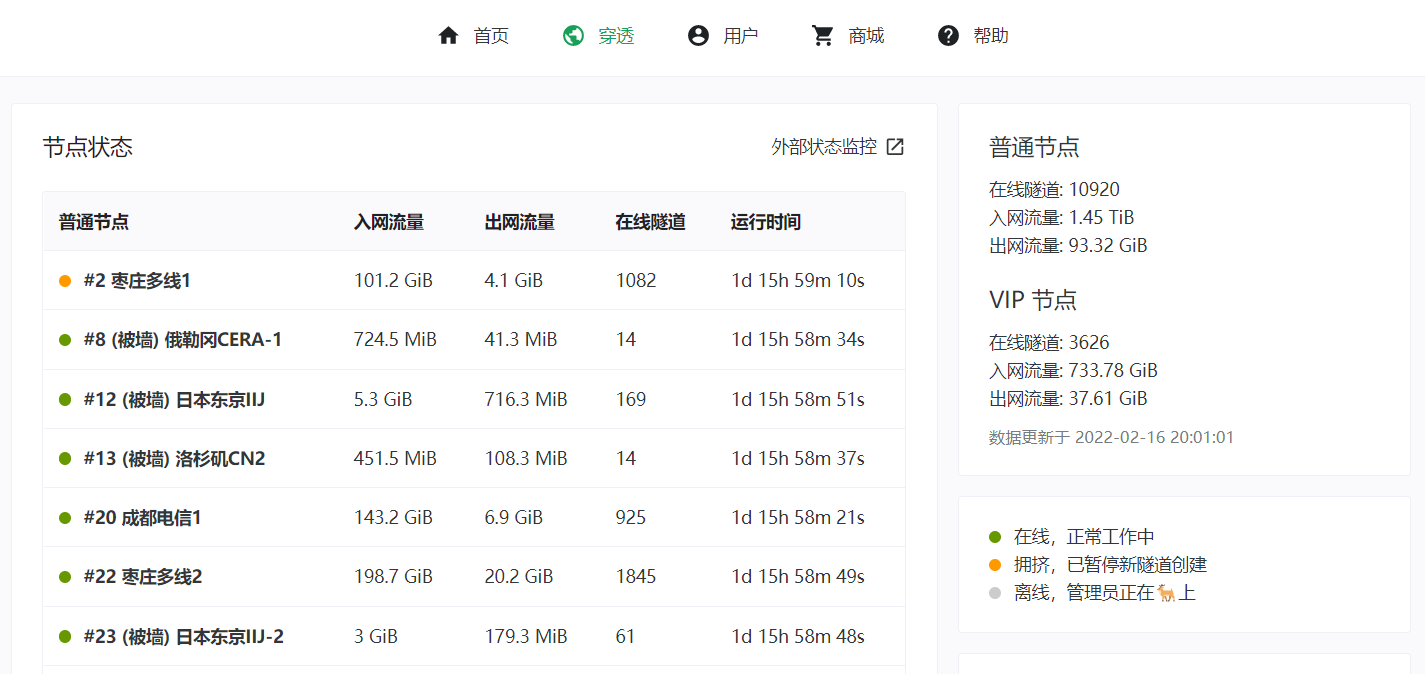 首页 穿透 用户 商城 帮助
节点状态 外部状态监控
普通节点 入网流量 出网流量 在线隧道 运行时间
#2 枣庄多线1 101.2 GiB 4.1 GiB 1082 1d 15h 59m 10s
#8 (被墙) 俄勒冈CERA-1 724.5 MiB 41.3 MiB 14 1d 15h 58m 34s
#12 (被墙) 日本东京IIJ 5.3 GiB 716.3 MiB 169 1d 15h 58m 51s
#13 (被墙) 洛杉矶CN2 451.5 MiB 108.3 MiB 14 1d 15h 58m 37s
#20 成都电信1 143.2 GiB 6.9 GiB 925 1d 15h 58m 21s
#22 枣庄多线2 198.7 GiB 20.2 GiB 1845 1d 15h 58m 49s
#23 (被墙) 日本东京IIJ-2 3 GiB 179.3 MiB 61 1d 15h 58m 48s
普通节点
在线隧道: 10920
入网流量: 1.45 TiB
出网流量: 93.32 GiB
VIP 节点
在线隧道: 3626
入网流量: 733.78 GiB
出网流量: 37.61 GiB
数据更新于 2022-02-16 20:01:01
在线，正常工作中
拥挤，已暂停新隧道创建
离线，管理员正在🐕上